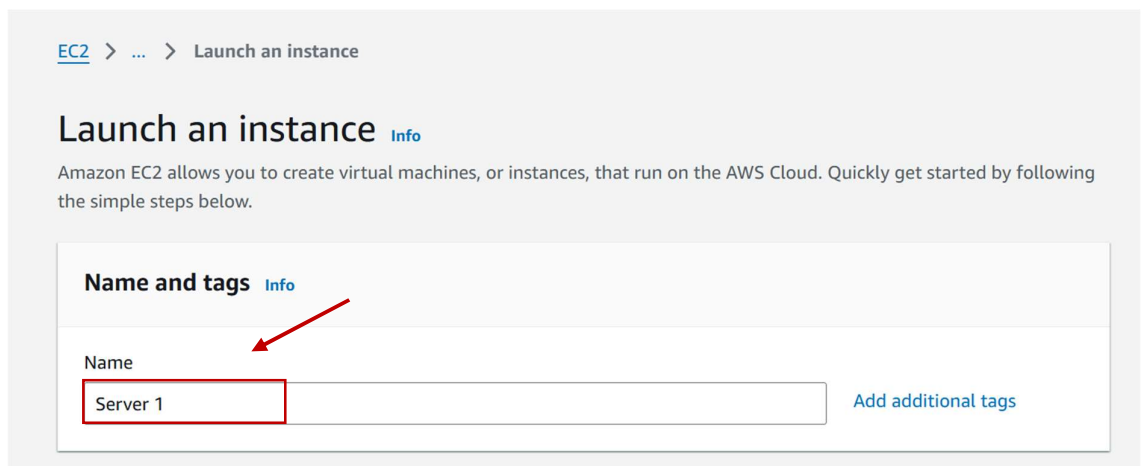 EC2 > ... > Launch an instance
Launch an instance Info
Amazon EC2 allows you to create virtual machines, or instances, that run on the AWS Cloud. Quickly get started by following
the simple steps below.
Name and tags Info
Name
Server 1 Add additional tags